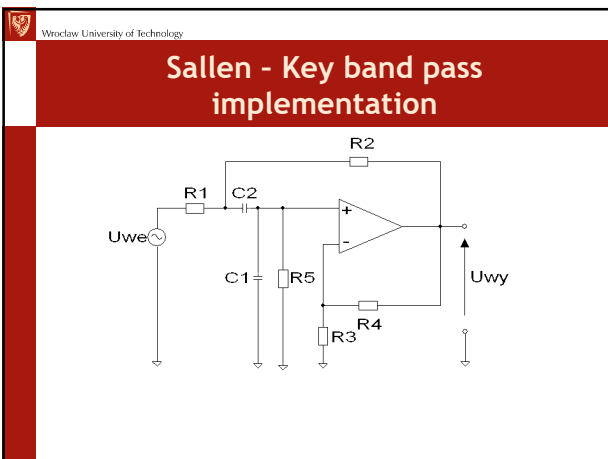 Wroclaw University of Technology
Sallen - Key band pass
implementation
R2
R1
C2
+
Uwe
-
C1
R5
Uwy
R4
R3